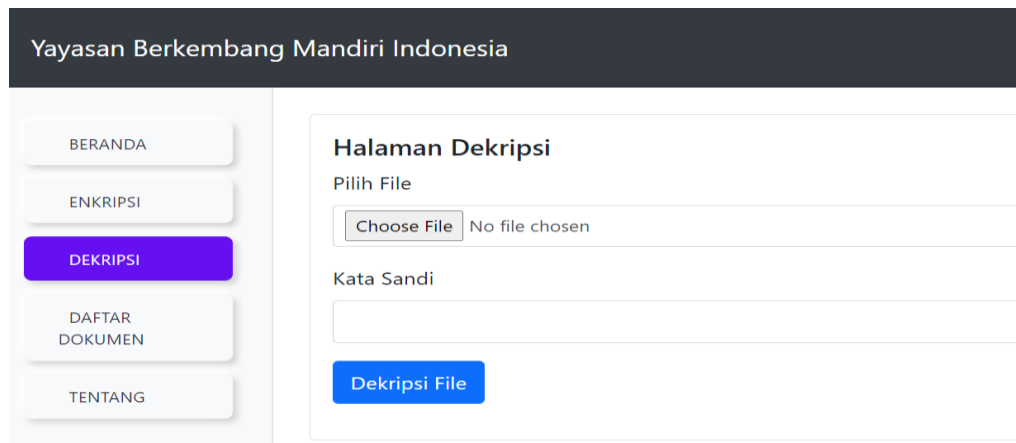 Yayasan Berkembang Mandiri Indonesia
BERANDA
ENKRIPSI
DEKRIPSI
DAFTAR
DOKUMEN
TENTANG
Halaman Dekripsi
Pilih File
Choose File No file chosen
Kata Sandi
Dekripsi File